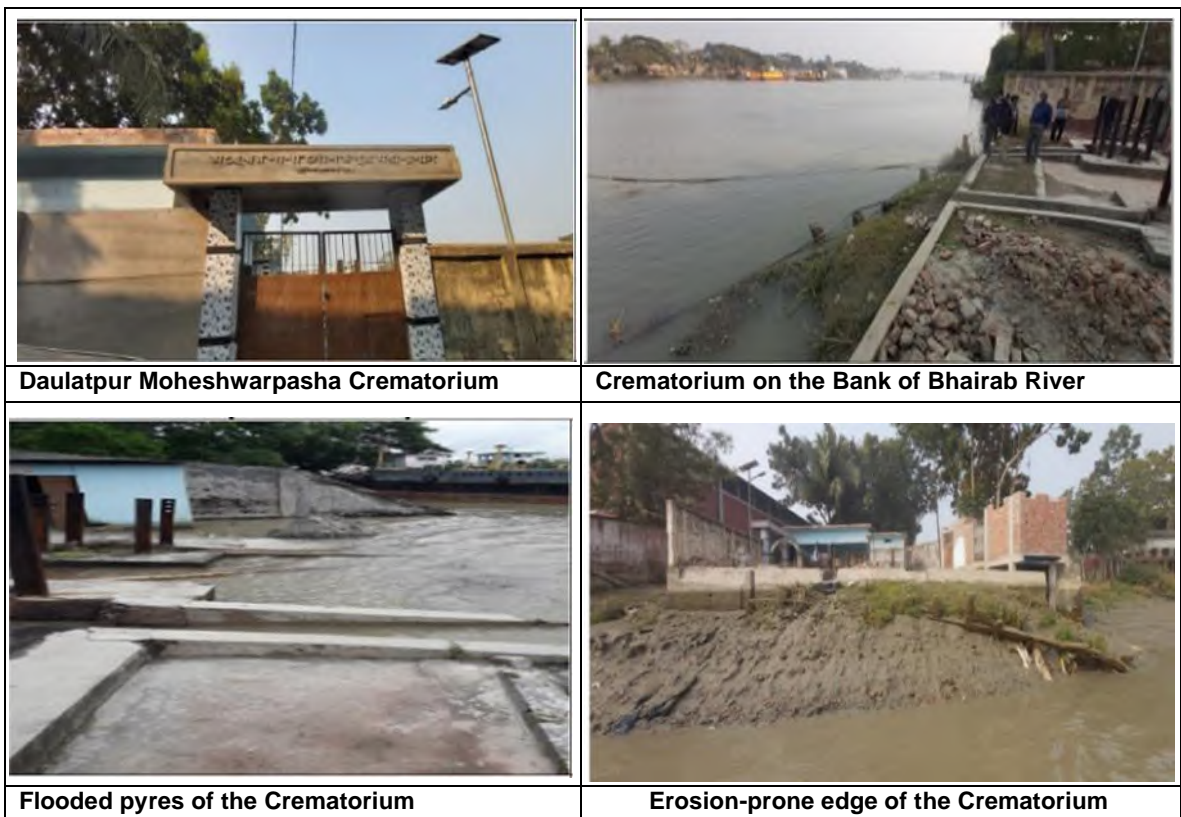 Daulatpur Moheshwarpasha Crematorium
Crematorium on the Bank of Bhairab River
Flooded pyres of the Crematorium
Erosion-prone edge of the Crematorium